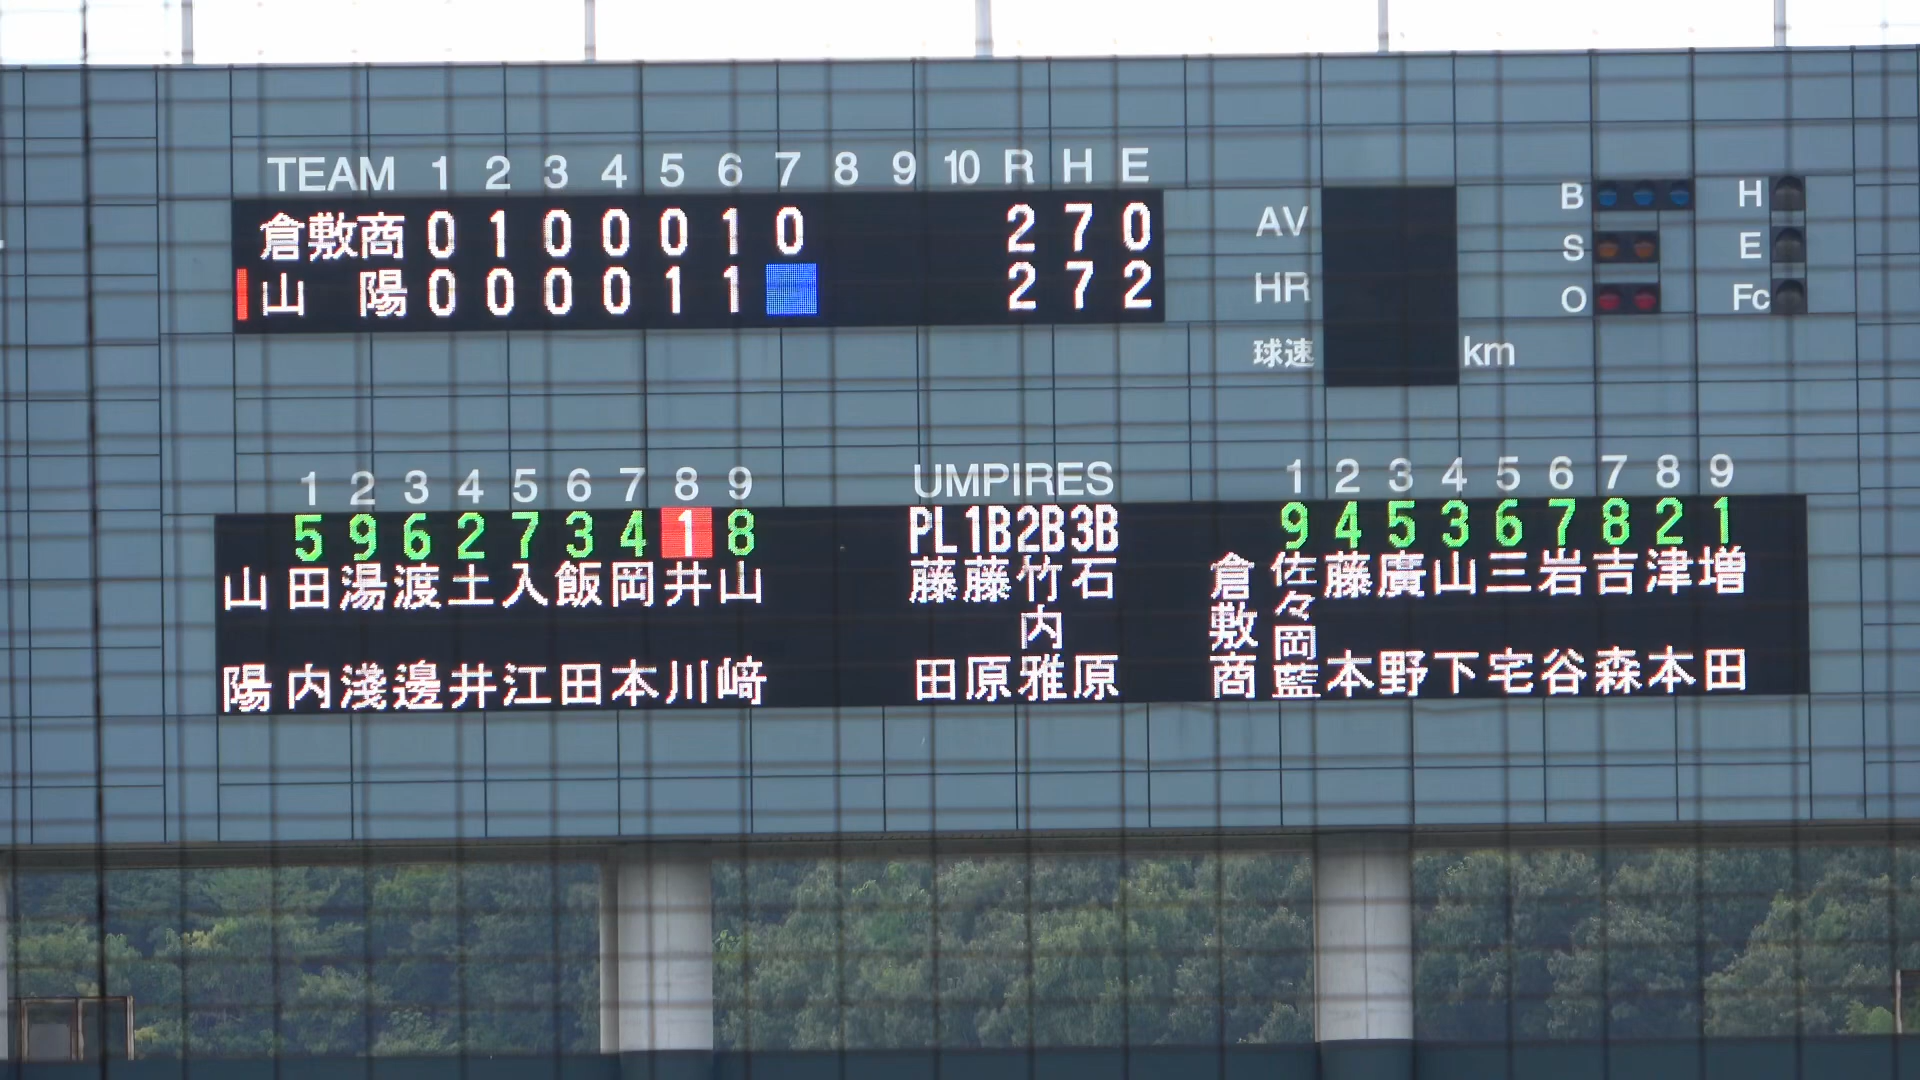 TEAM 1 2 3 4 5 6 7 8 9 10 R H E
倉敷商 0 1 0 0 0 1 0 2 7 0
山陽 0 0 0 0 1 1 2 7 2
AV
HR
球速 km
B H
S E
O Fc
1 2 3 4 5 6 7 8 9
5 9 6 2 7 3 4 1 8
山陽 田内 湯淺 渡邊 土井 入江 飯田 岡本 井川 山﨑
UMPIRES
PL 1B 2B 3B
藤田 藤原 竹内雅 石原
1 2 3 4 5 6 7 8 9
9 4 5 3 6 7 8 2 1
倉敷商 佐々岡藍 藤本 廣野 山下 三宅 岩谷 吉森 津本 増田